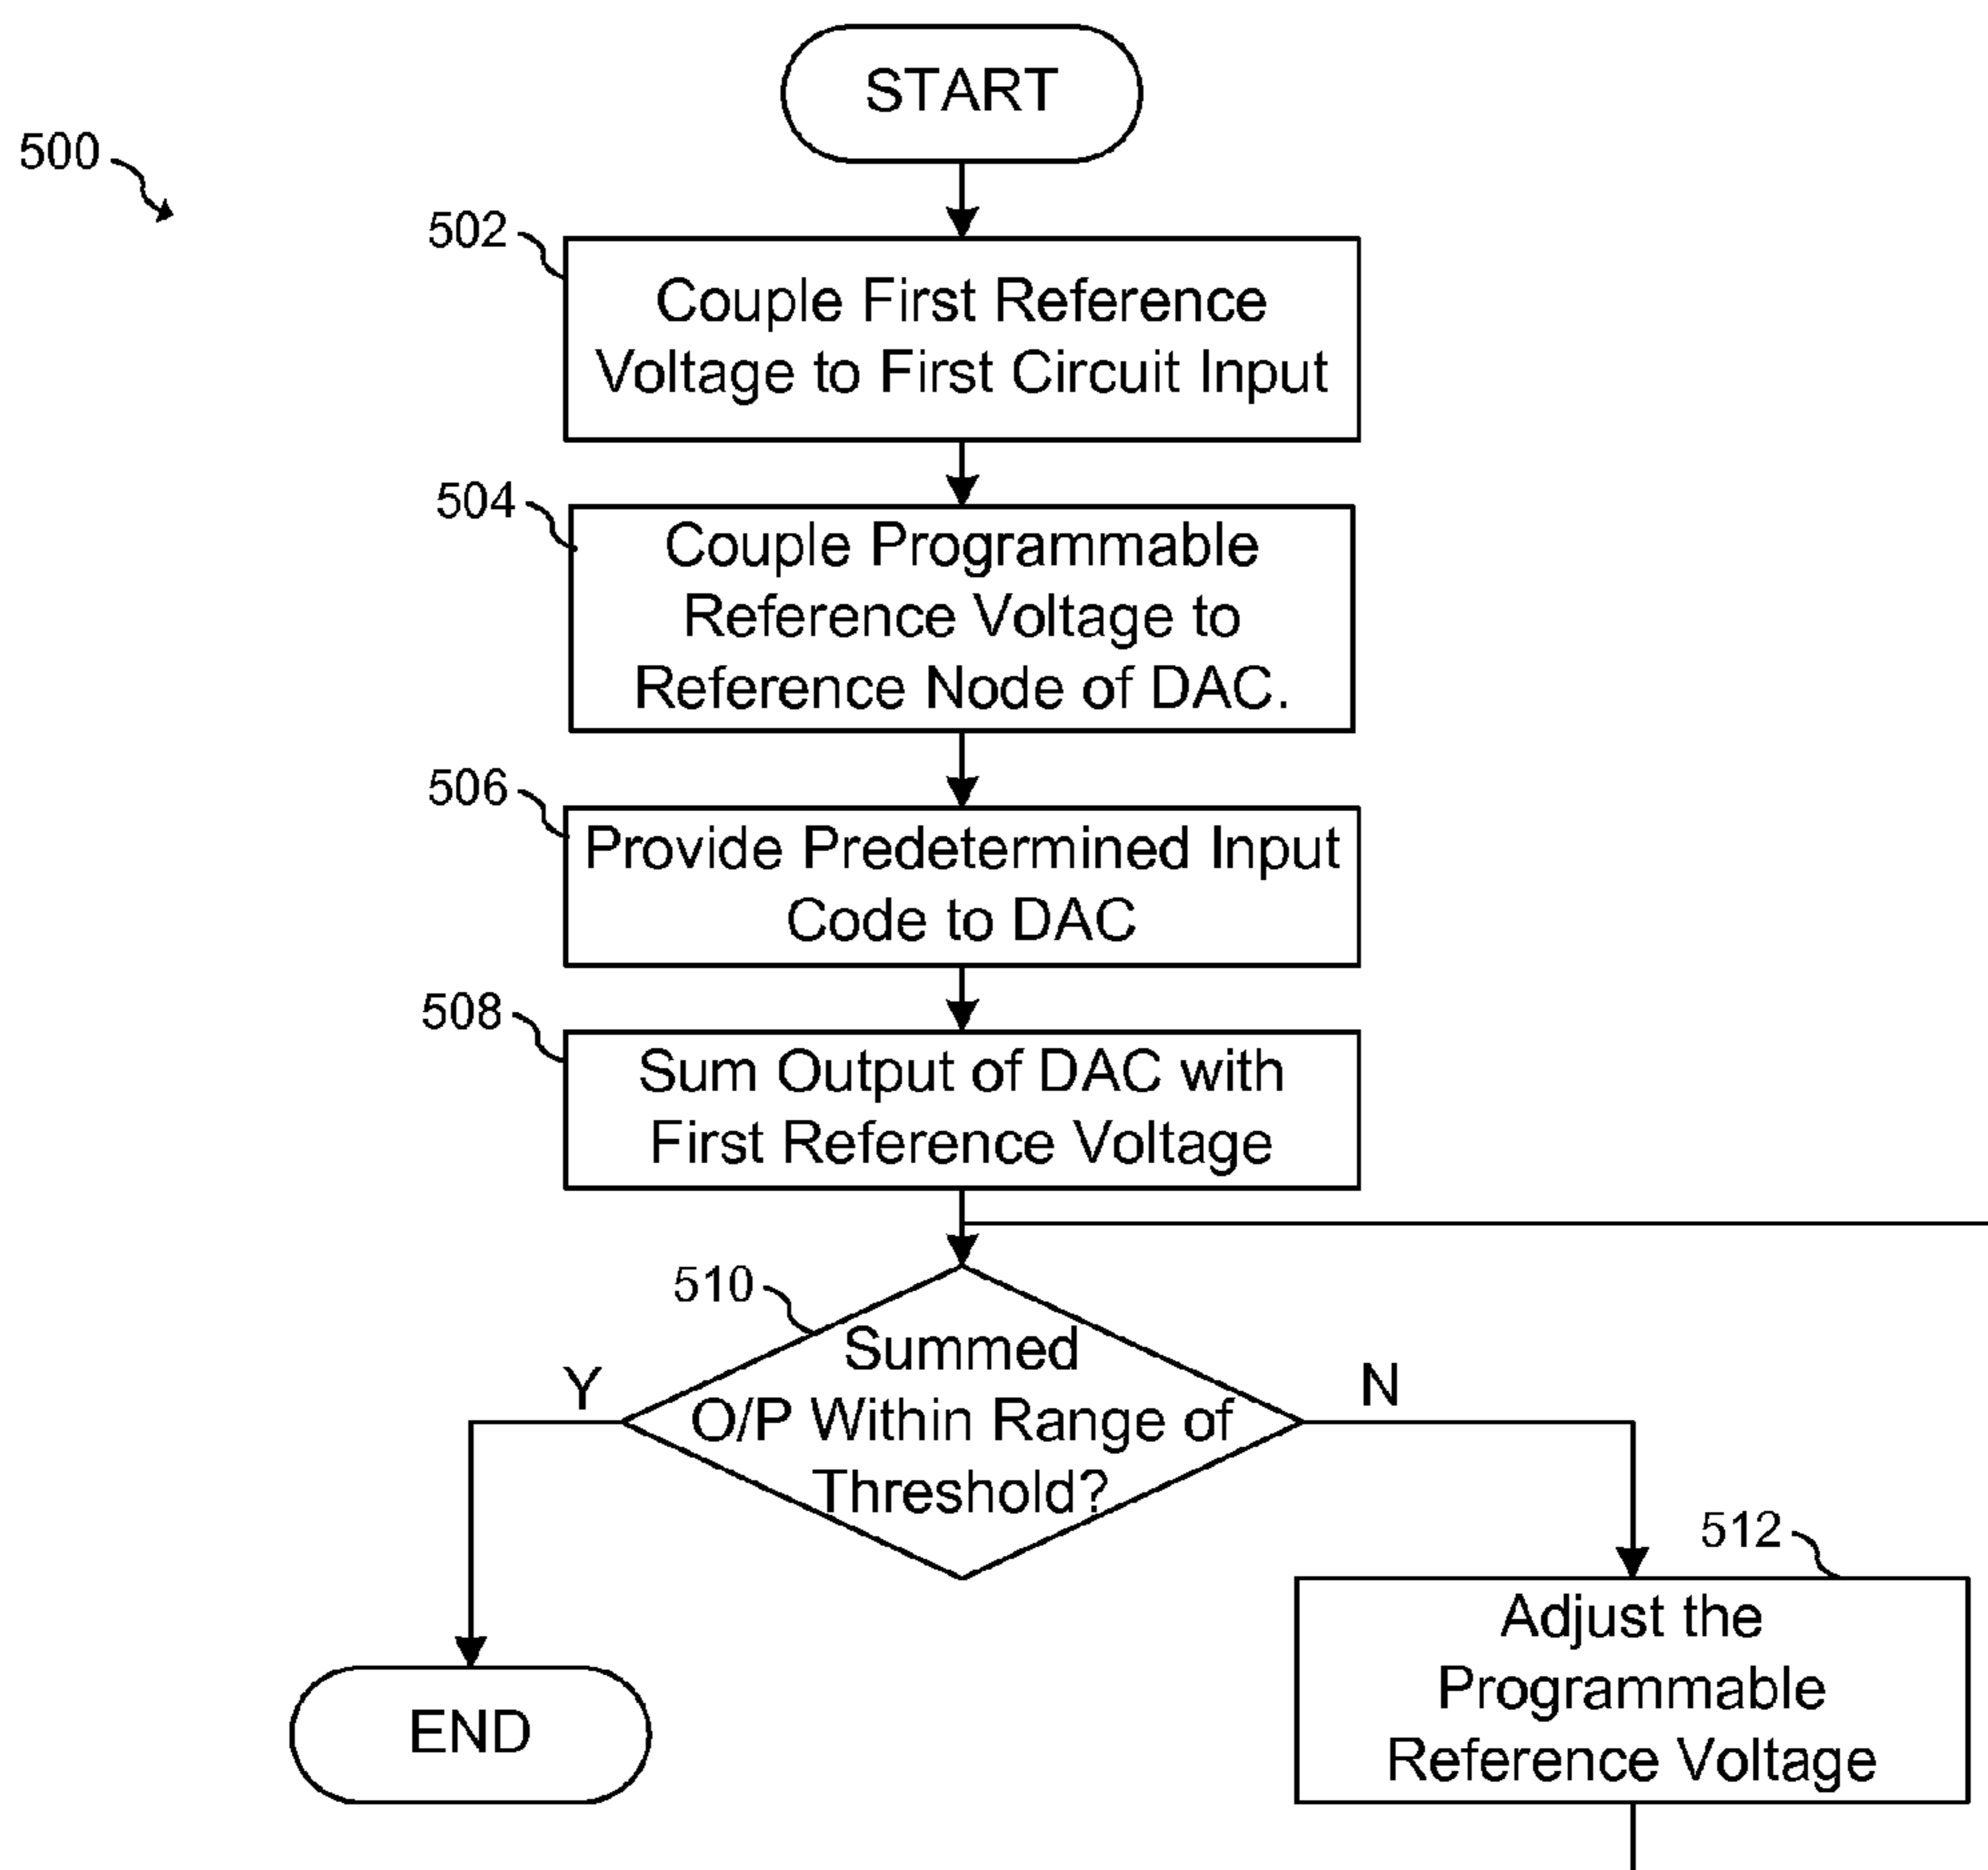 START
500
502
Couple First Reference
Voltage to First Circuit Input
504
Couple Programmable
Reference Voltage to
Reference Node of DAC.
506
Provide Predetermined Input
Code to DAC
508
Sum Output of DAC with
First Reference Voltage
510
Summed
O/P Within Range of
Threshold?
Y
N
512
Adjust the
Programmable
Reference Voltage
END